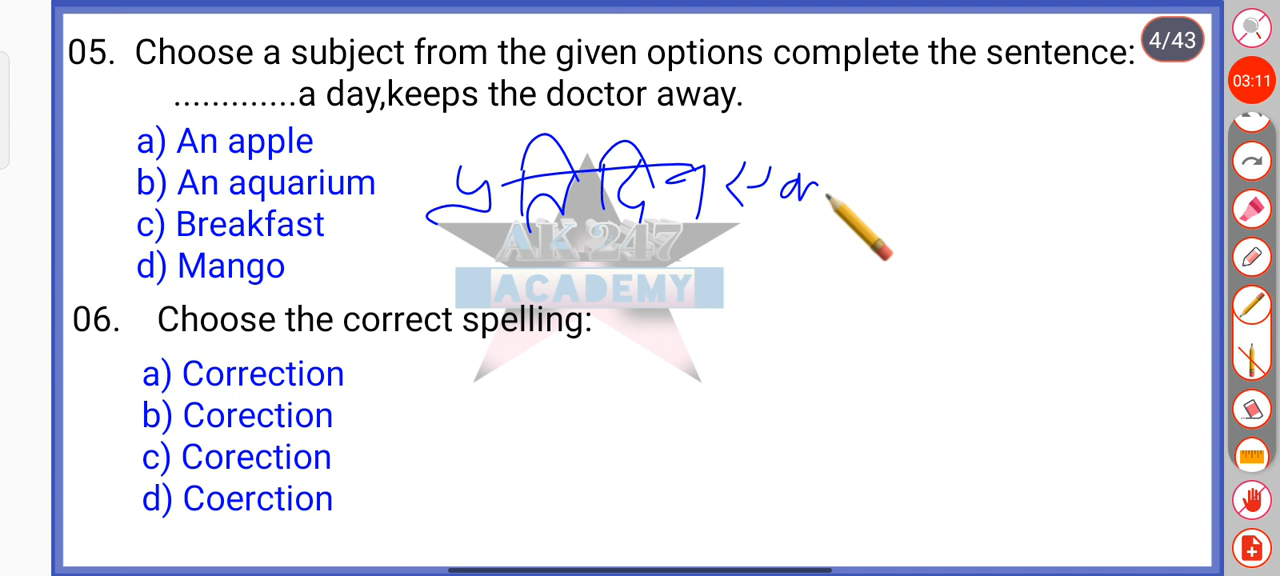 4/43
05. Choose a subject from the given options complete the sentence:
.............a day,keeps the doctor away.
a) An apple
b) An aquarium
c) Breakfast
d) Mango
AK 247
ACADEMY
06. Choose the correct spelling:
a) Correction
b) Corection
c) Corection
d) Coerction
03:11